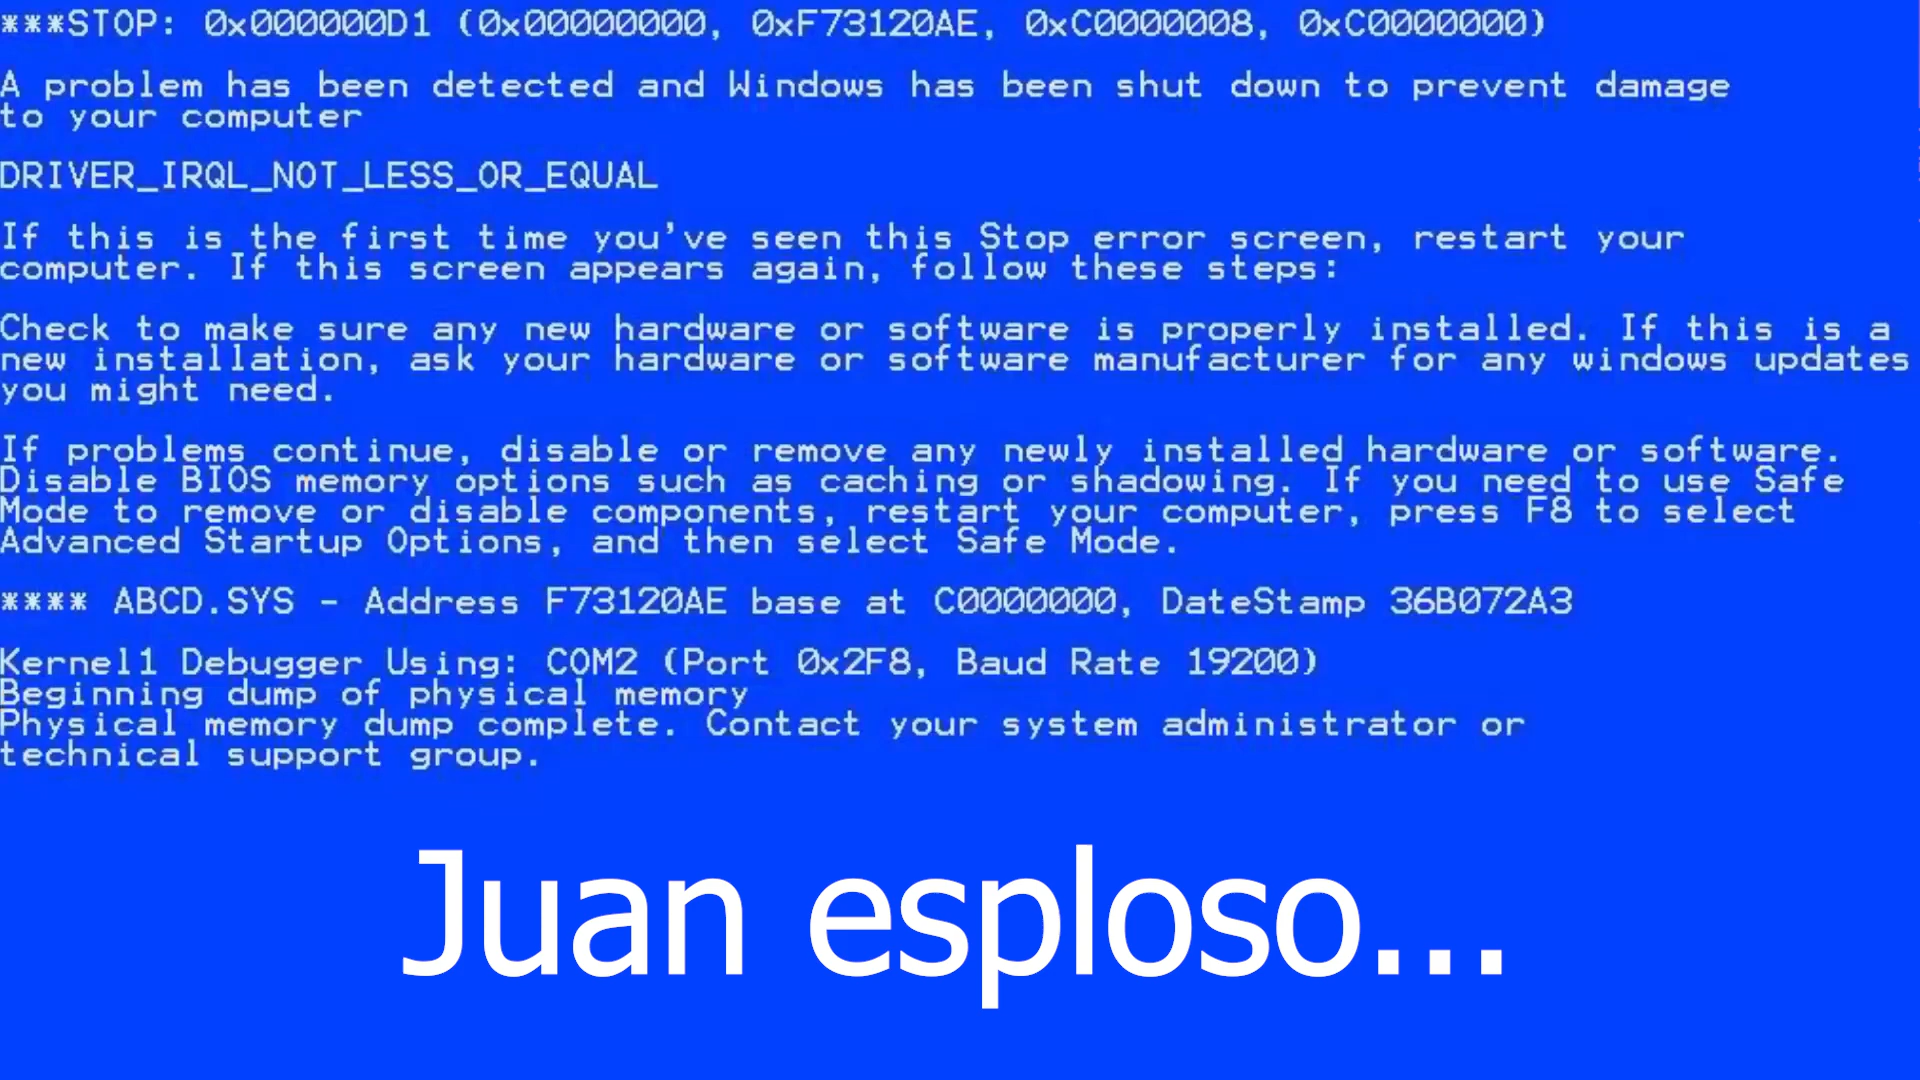 ***STOP: 0x000000D1 (0x00000000, 0xF73120AE, 0xC0000008, 0xC0000000)
A problem has been detected and Windows has been shut down to prevent damage
to your computer
DRIVER_IRQL_NOT_LESS_OR_EQUAL
If this is the first time you've seen this Stop error screen, restart your
computer. If this screen appears again, follow these steps:
Check to make sure any new hardware or software is properly installed. If this is a
new installation, ask your hardware or software manufacturer for any windows updates
you might need.
If problems continue, disable or remove any newly installed hardware or software.
Disable BIOS memory options such as caching or shadowing. If you need to use Safe
Mode to remove or disable components, restart your computer, press F8 to select
Advanced Startup Options, and then select Safe Mode.
**** ABCD.SYS - Address F73120AE base at C0000000, DateStamp 36B072A3
Kernel1 Debugger Using: COM2 (Port 0x2F8, Baud Rate 19200)
Beginning dump of physical memory
Physical memory dump complete. Contact your system administrator or
technical support group.
Juan esploso...